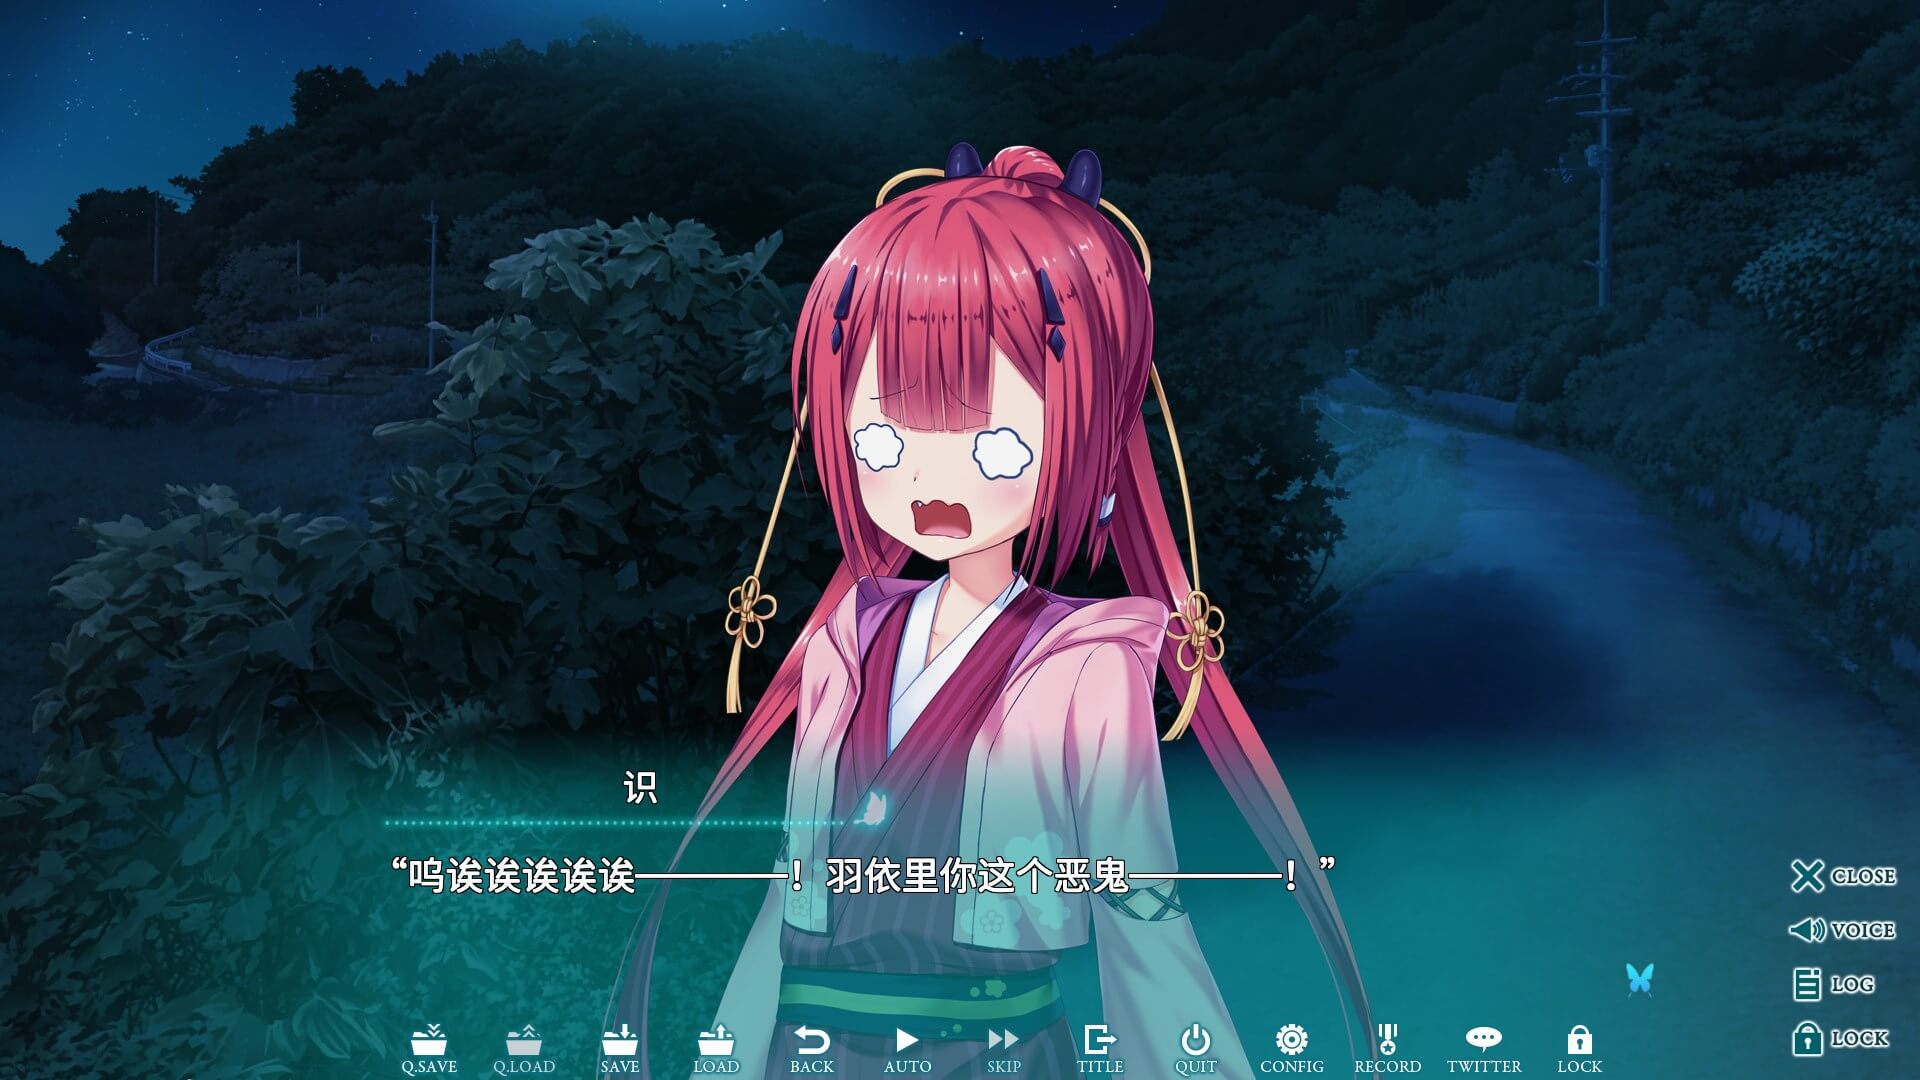 识
“呜诶诶诶诶诶————！羽依里你这个恶鬼————！”
CLOSE
VOICE
LOG
LOCK
Q.SAVE Q.LOAD SAVE LOAD BACK AUTO SKIP TITLE QUIT CONFIG RECORD TWITTER LOCK